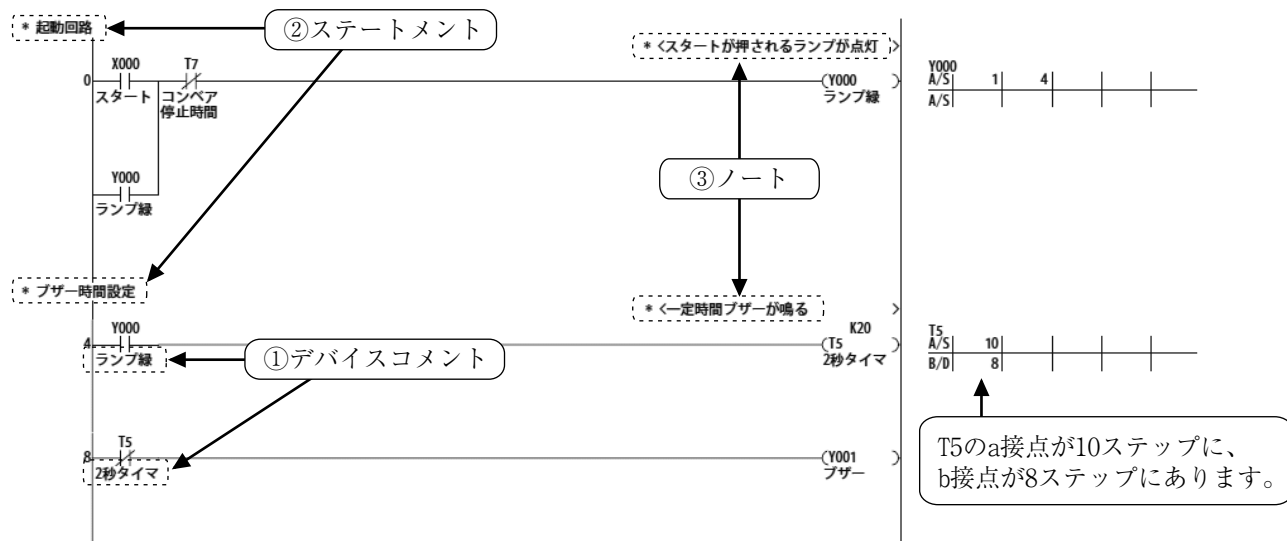 * 起動回路
②ステートメント
* <スタートが押されるランプが点灯 >
0
X000
スタート
T7
コンベア
停止時間
(Y000 )
ランプ緑
Y000
A/S 1 4
A/S
Y000
ランプ緑
③ノート
* ブザー時間設定
* <一定時間ブザーが鳴る >
4
Y000
ランプ緑
①デバイスコメント
K20
(T5 )
2秒タイマ
T5
A/S 10
B/D 8
8
T5
2秒タイマ
(Y001 )
ブザー
T5のa接点が10ステップに、
b接点が8ステップにあります。